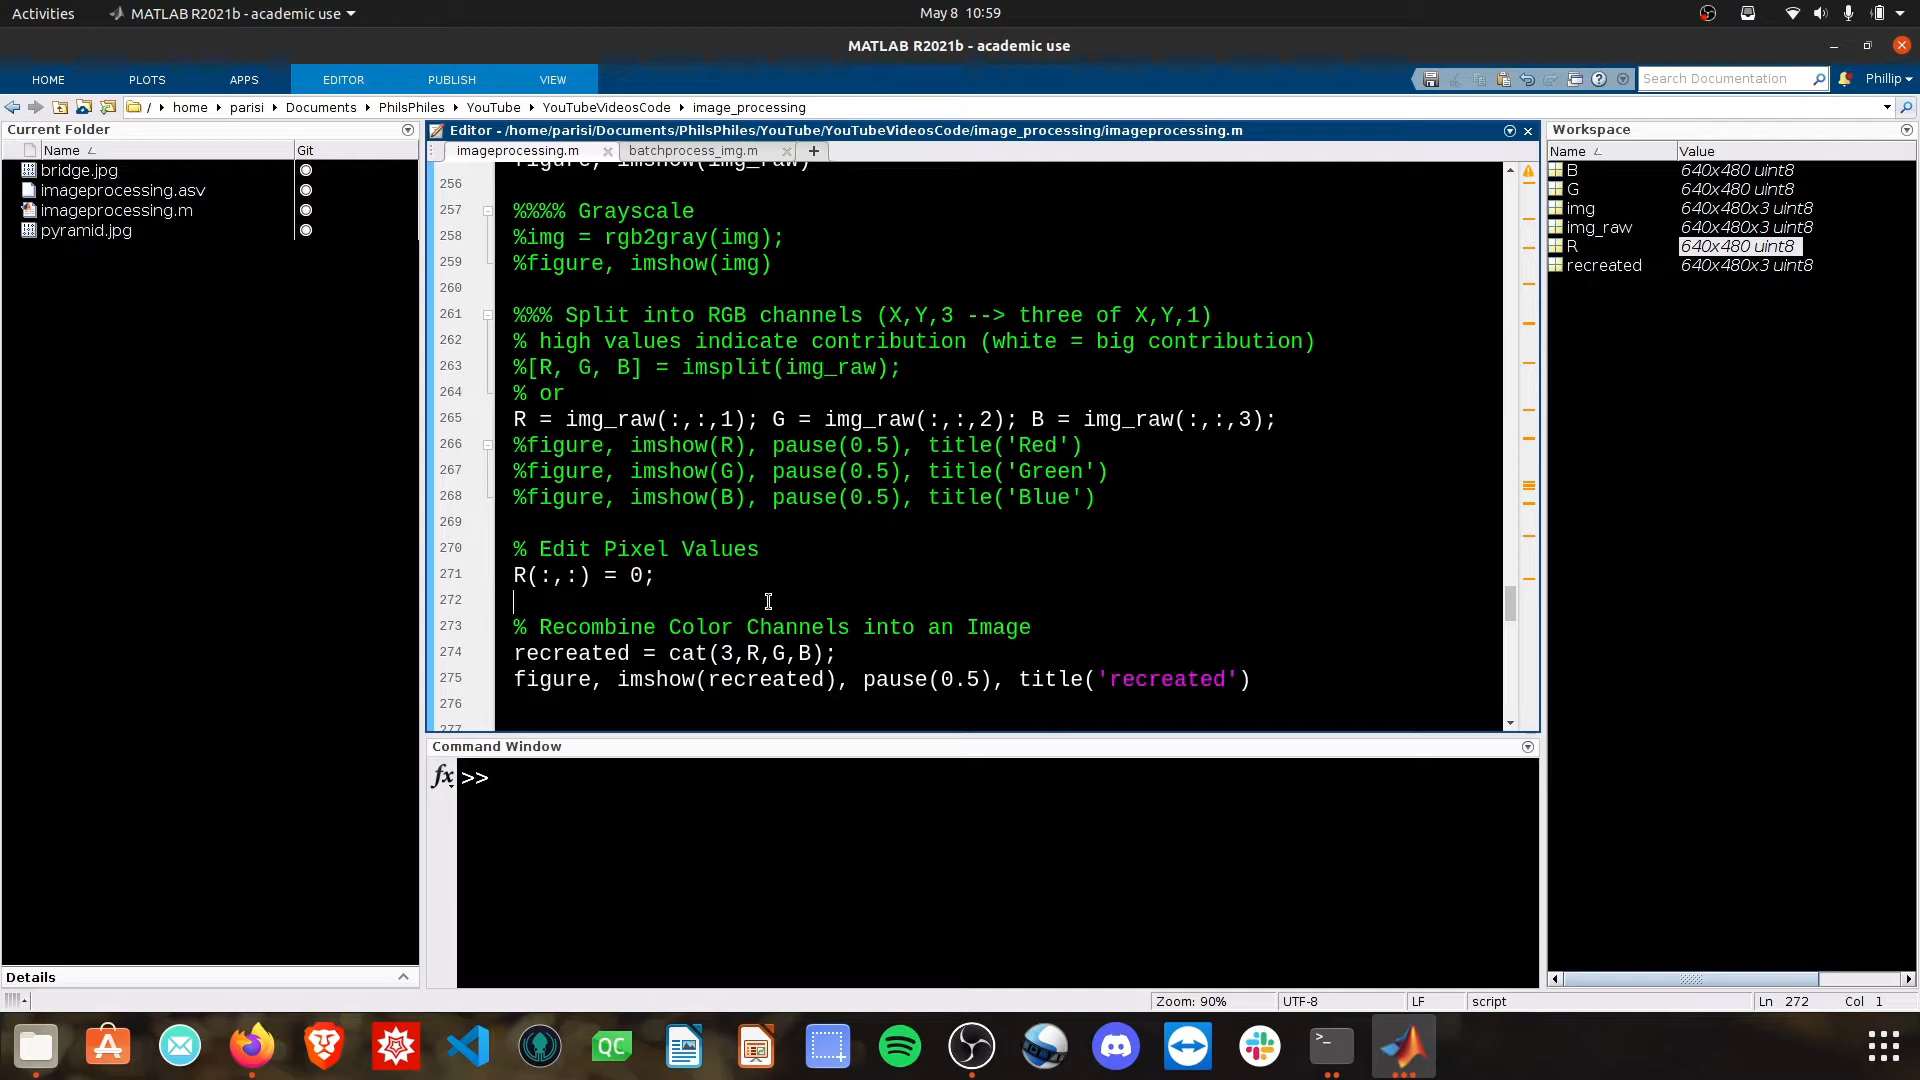 Activities
MATLAB R2021b - academic use
May 8 10:59
MATLAB R2021b - academic use
HOME PLOTS APPS EDITOR PUBLISH VIEW
Search Documentation
Phillip
/ home parisi Documents PhilsPhiles YouTube YouTubeVideosCode image_processing
Current Folder
Name Git
bridge.jpg
imageprocessing.asv
imageprocessing.m
pyramid.jpg
Details
Editor - /home/parisi/Documents/PhilsPhiles/YouTube/YouTubeVideosCode/image_processing/imageprocessing.m
imageprocessing.m batchprocess_img.m
figure, imshow(img_raw)
256
257 %%%% Grayscale
258 %img = rgb2gray(img);
259 %figure, imshow(img)
260
261 %%% Split into RGB channels (X,Y,3 --> three of X,Y,1)
262 % high values indicate contribution (white = big contribution)
263 %[R, G, B] = imsplit(img_raw);
264 % or
265 R = img_raw(:,:,1); G = img_raw(:,:,2); B = img_raw(:,:,3);
266 %figure, imshow(R), pause(0.5), title('Red')
267 %figure, imshow(G), pause(0.5), title('Green')
268 %figure, imshow(B), pause(0.5), title('Blue')
269
270 % Edit Pixel Values
271 R(:,:) = 0;
272
273 % Recombine Color Channels into an Image
274 recreated = cat(3,R,G,B);
275 figure, imshow(recreated), pause(0.5), title('recreated')
276
277
Command Window
fx >>
Workspace
Name Value
B 640x480 uint8
G 640x480 uint8
img 640x480x3 uint8
img_raw 640x480x3 uint8
R 640x480 uint8
recreated 640x480x3 uint8
Zoom: 90% UTF-8 LF script Ln 272 Col 1
QC
>_